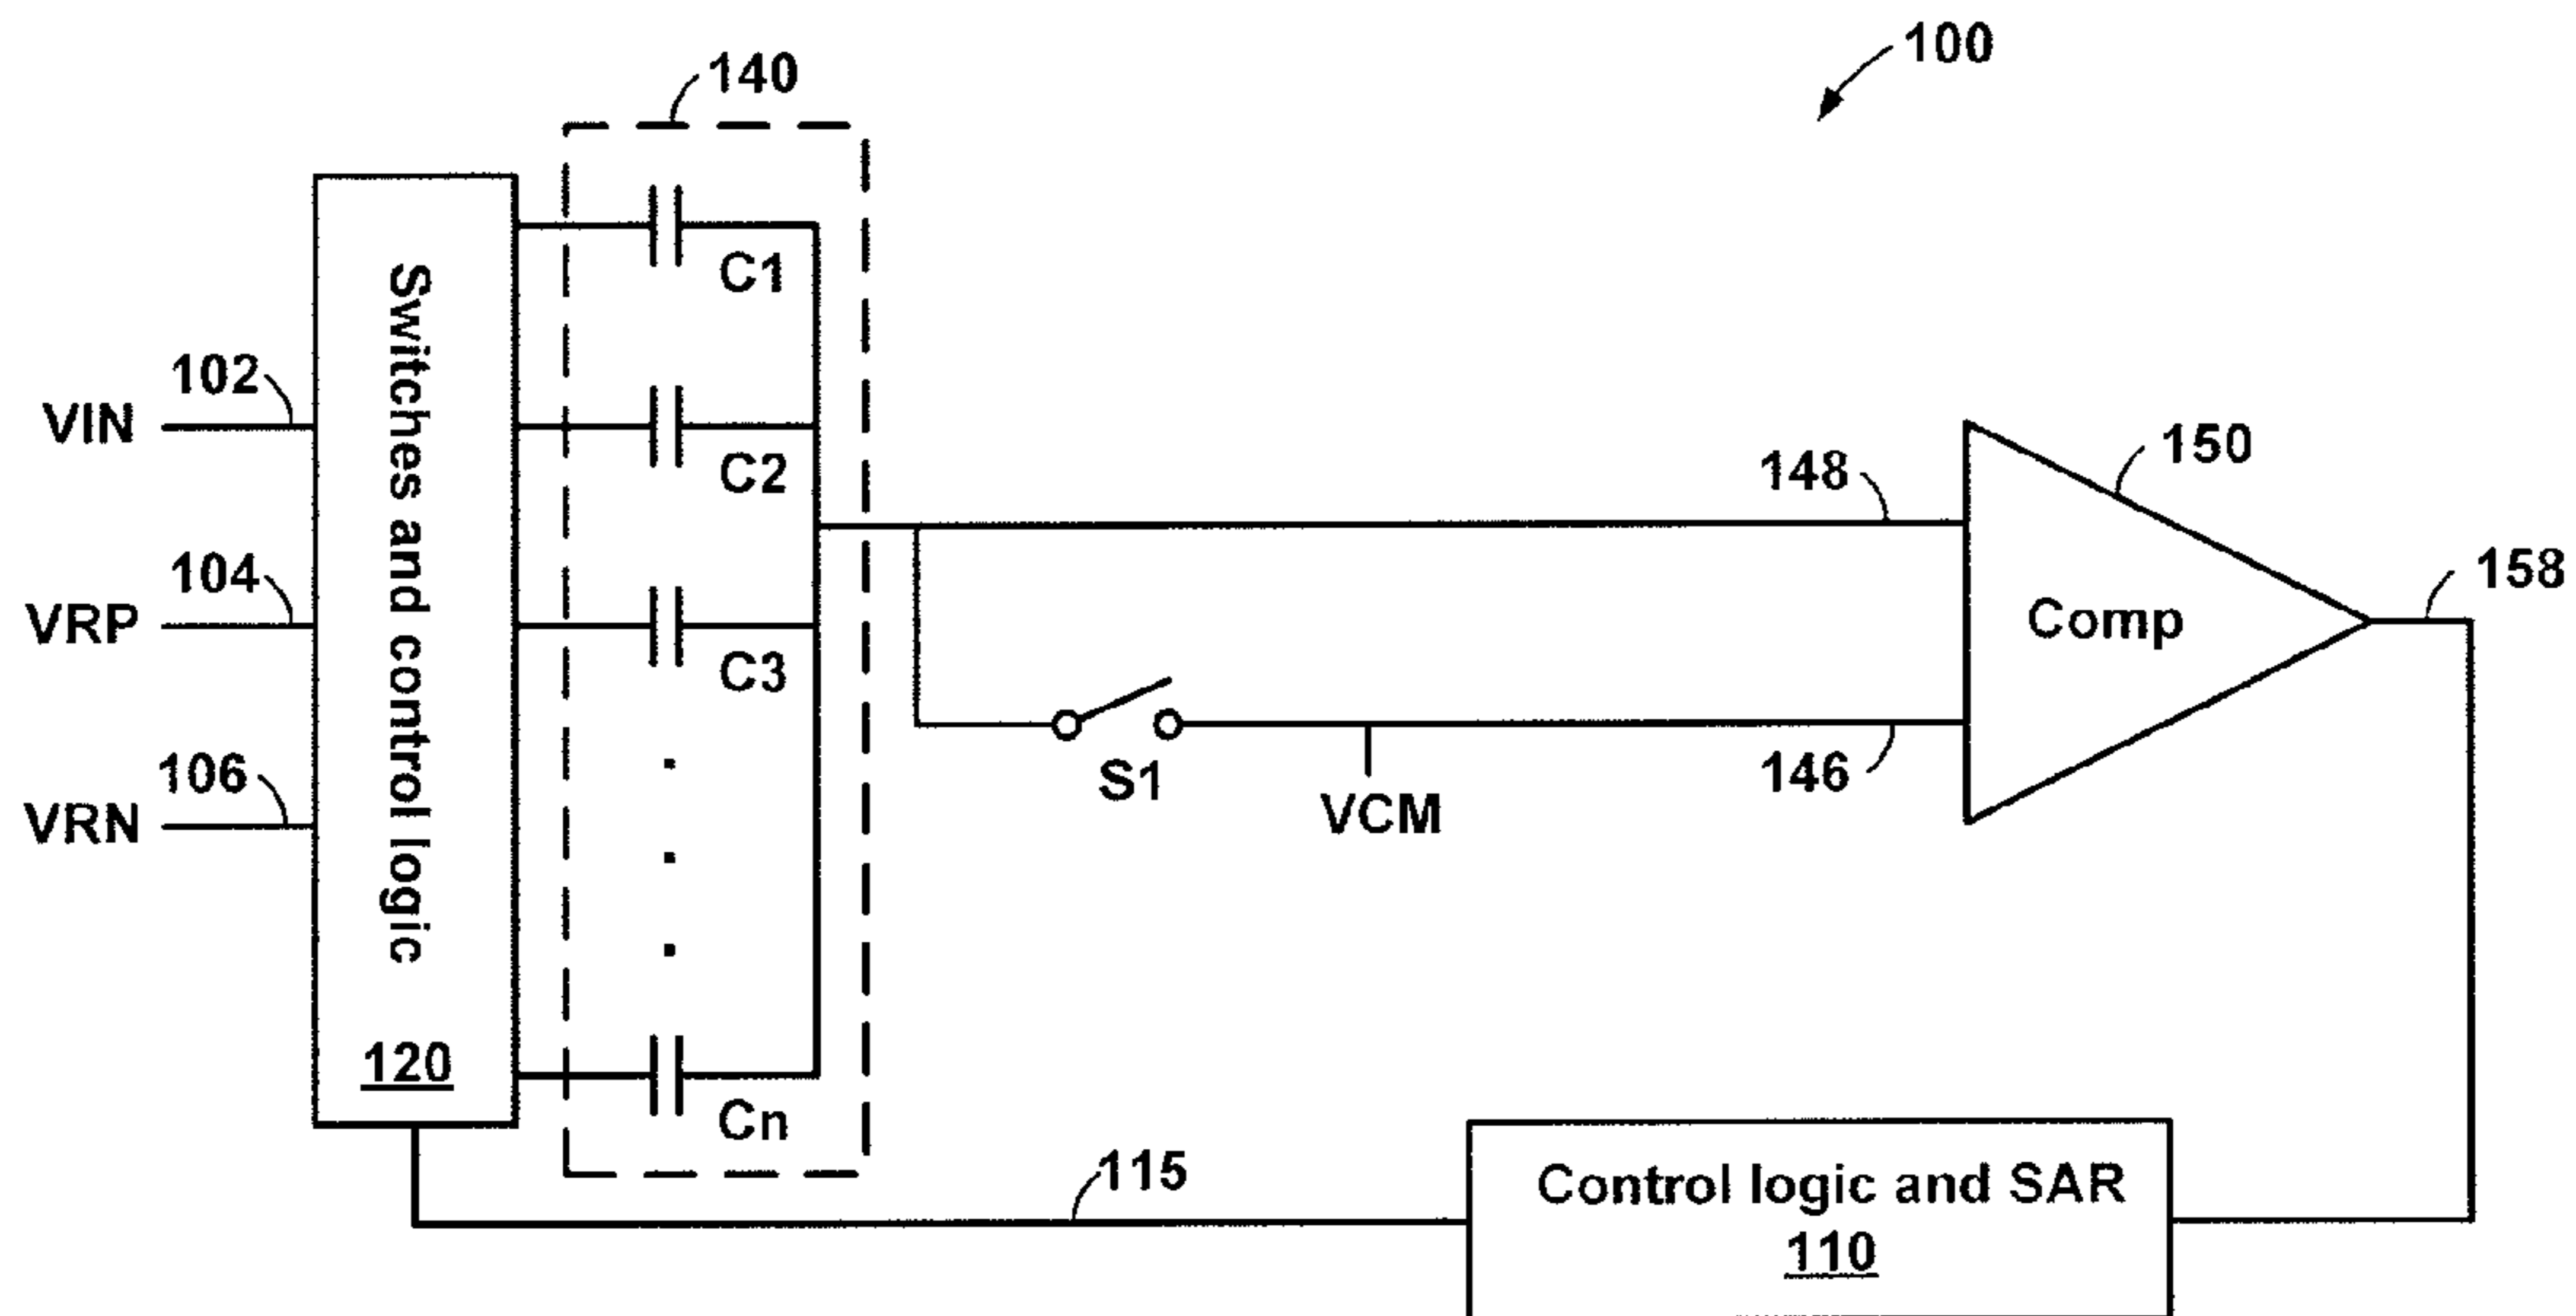 100
140
C1
Switches and control logic
120
102
VIN
C2
148
150
104
VRP
C3
Comp
158
106
VRN
S1
VCM
146
Cn
115
Control logic and SAR
110